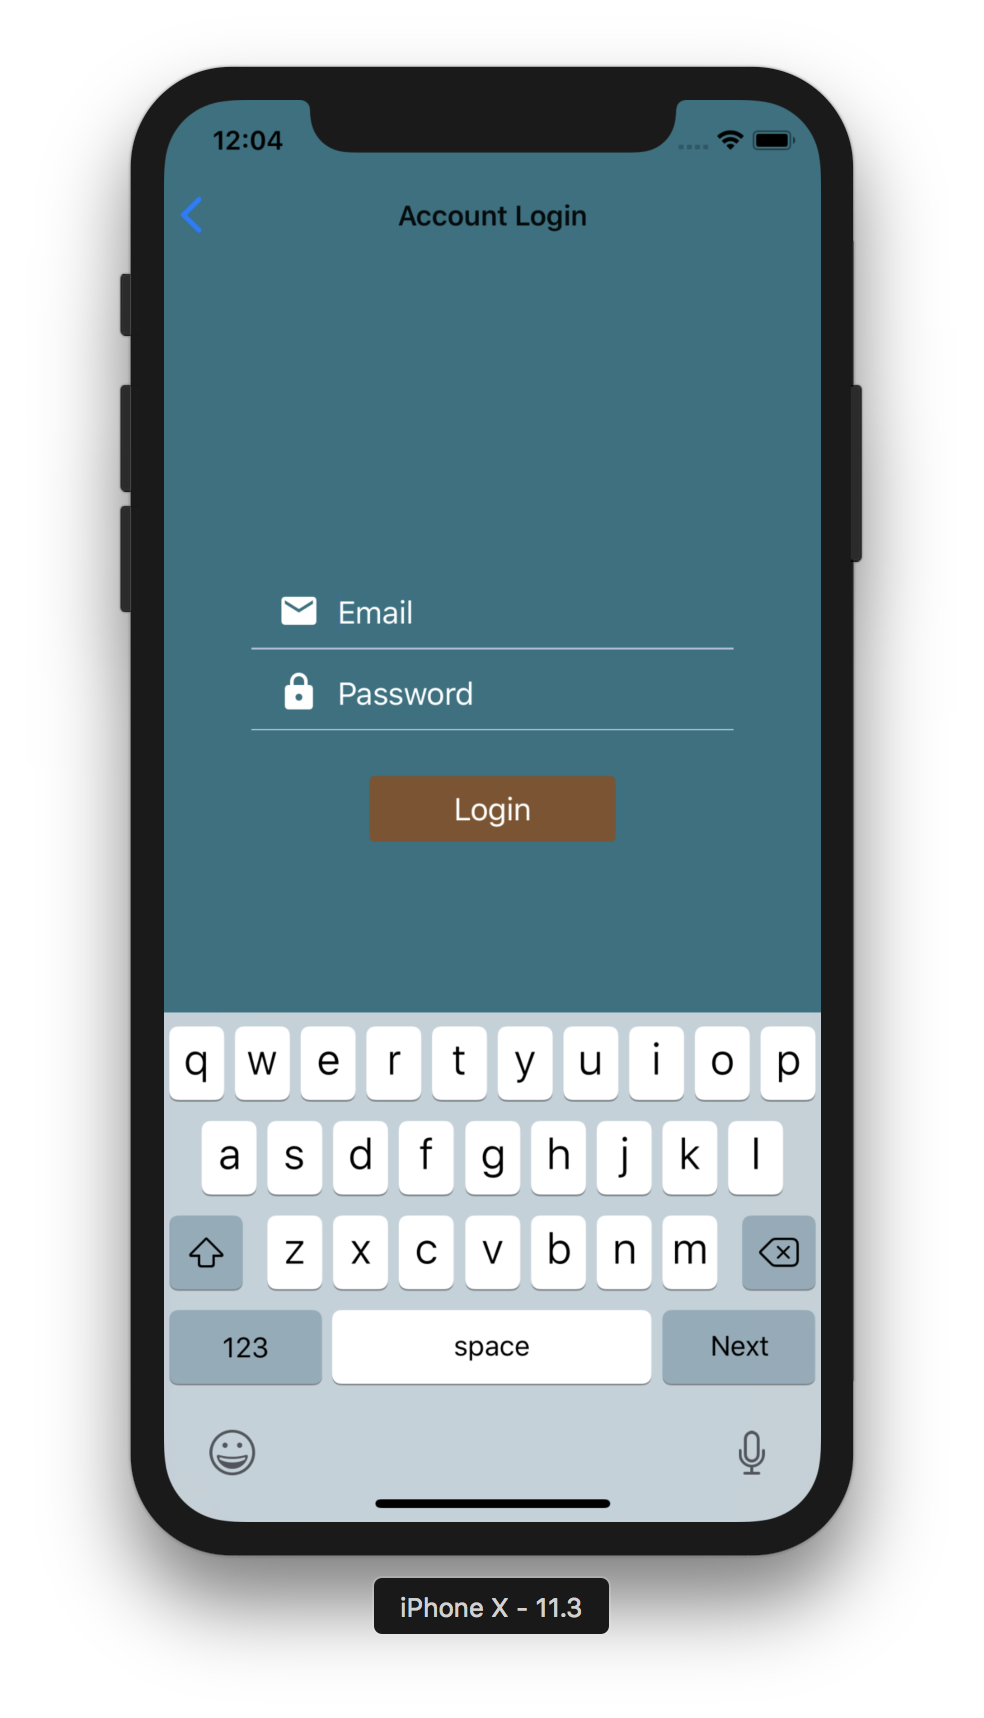 12:04
Account Login
Email
Password
Login
q w e r t y u i o p
a s d f g h j k l
z x c v b n m
123 space Next
iPhone X - 11.3